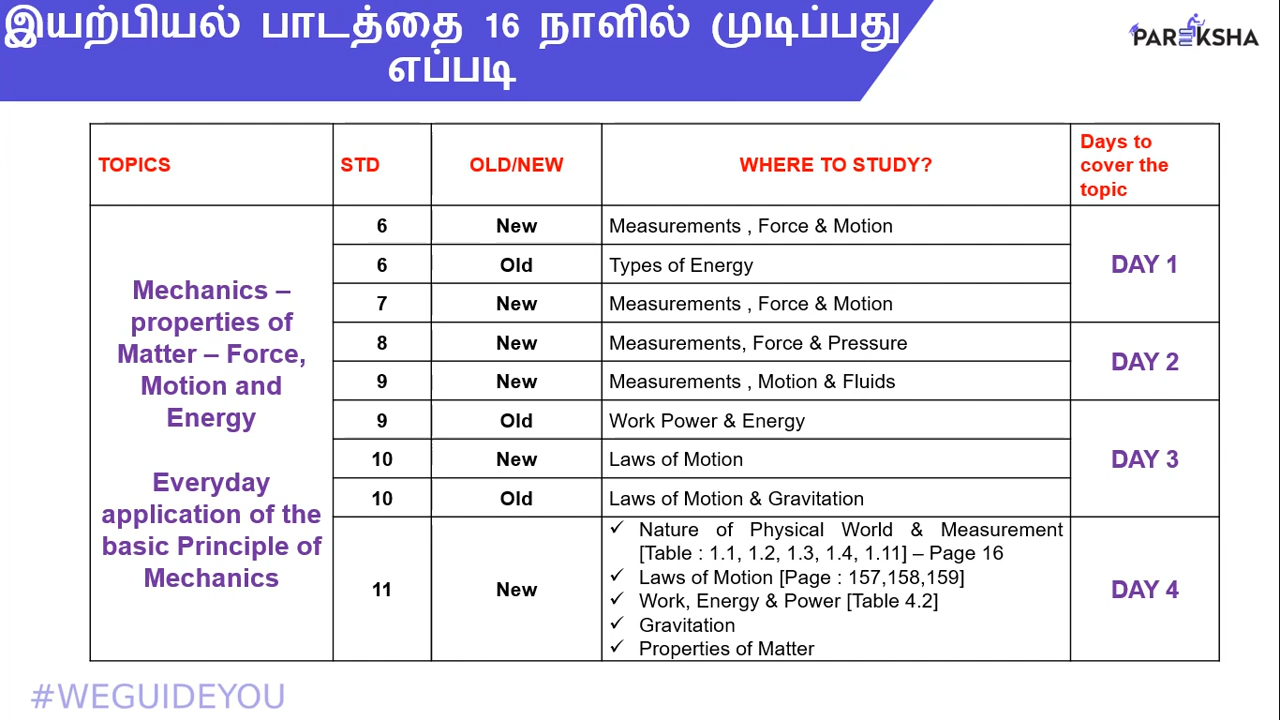 இயற்பியல் பாடத்தை 16 நாளில் முடிப்பது
எப்படி
PAREEKSHA
TOPICS STD OLD/NEW WHERE TO STUDY? Days to
cover the
topic
Mechanics –
properties of
Matter – Force,
Motion and
Energy
Everyday
application of the
basic Principle of
Mechanics
6 New Measurements , Force & Motion
6 Old Types of Energy
7 New Measurements , Force & Motion
DAY 1
8 New Measurements, Force & Pressure
9 New Measurements , Motion & Fluids
DAY 2
9 Old Work Power & Energy
10 New Laws of Motion
10 Old Laws of Motion & Gravitation
DAY 3
11 New
✓ Nature of Physical World & Measurement
[Table : 1.1, 1.2, 1.3, 1.4, 1.11] – Page 16
✓ Laws of Motion [Page : 157,158,159]
✓ Work, Energy & Power [Table 4.2]
✓ Gravitation
✓ Properties of Matter
DAY 4
#WEGUIDEYOU